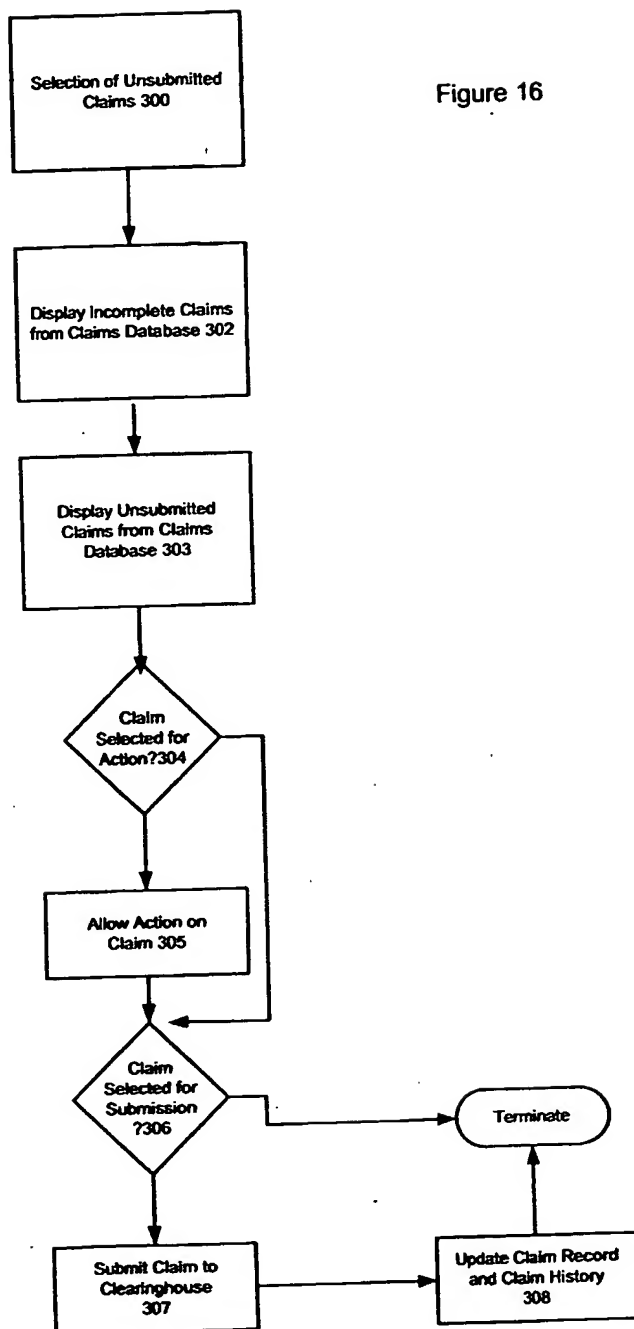 Figure 16
Selection of Unsubmitted
Claims 300
Display Incomplete Claims
from Claims Database 302
Display Unsubmitted
Claims from Claims
Database 303
Claim
Selected for
Action?304
Allow Action on
Claim 305
Claim
Selected for
Submission
?306
Terminate
Submit Claim to
Clearinghouse
307
Update Claim Record
and Claim History
308